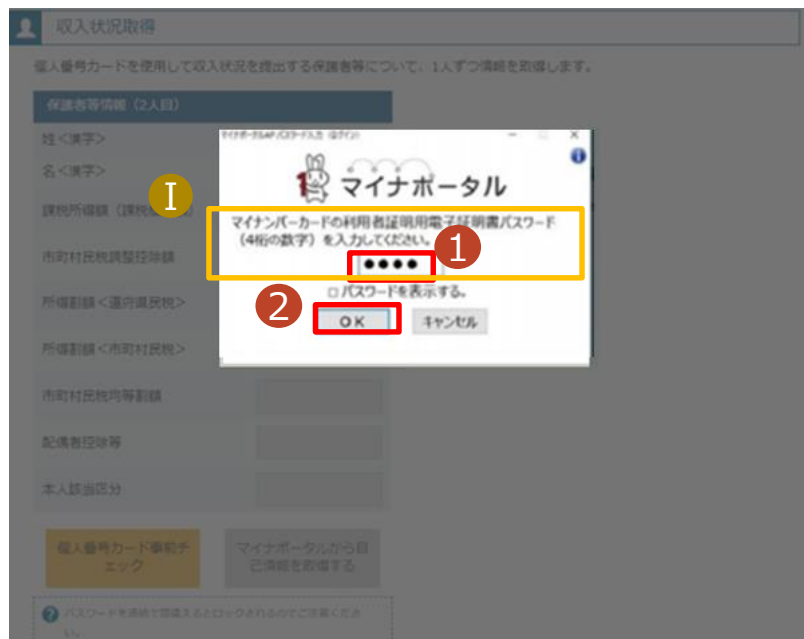 収入状況取得
個人番号カードを使用して収入状況を提出する保護者等について、1人ずつ情報を取得します。
保護者等情報（2人目）
姓＜漢字＞
名＜漢字＞
I
課税所得額（課税
市町村民税調整控除額
所得割額＜道府県民税＞
所得割額＜市町村民税＞
市町村民税均等割額
配偶者控除等
本人該当区分
マイナポータル
マイナンバーカードの利用者証明用電子証明書パスワード
（4桁の数字）を入力してください。
1
●●●●
パスワードを表示する。
2
OK
キャンセル
個人番号カード事前チ
ェック
マイナポータルから自
己情報を取得する
パスワードを連続で間違えるとロックされるのでご注意くださ
い。